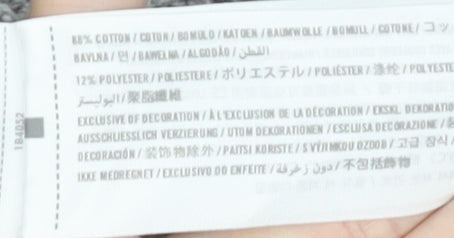 88% COTTON / COTON / BOMULD / KATOEN / BAUMWOLLE / BOMULL / COTONE / コッ
BAVLNA / 면 / BAWEŁNA / ALGODÃO / القطن
12% POLYESTER / POLIESTERE / ポリエステル / POLIÉSTER / 涤纶 / POLYESTE
البوليستر / 聚脂纖維
EXCLUSIVE OF DECORATION / À L'EXCLUSION DE LA DÉCORATION / EKSKL DEKORATIO
AUSSCHLIESSLICH VERZIERUNG / UTOM DEKORATIONEN / ESCLUSA DECORAZIONE /
DECORACIÓN / 装饰物除外 / PAITSI KORISTE / S VÝJIMKOU OZDOB / 고급 장식 /
IKKE MEDREGNET / EXCLUSIVO DO ENFEITE / دون زخرفة / 不包括飾物
184052